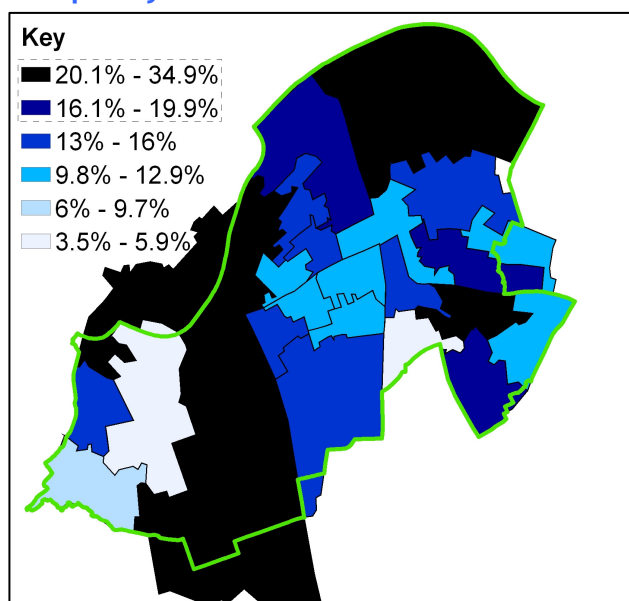 Key
20.1% - 34.9%
16.1% - 19.9%
13% - 16%
9.8% - 12.9%
6% - 9.7%
3.5% - 5.9%